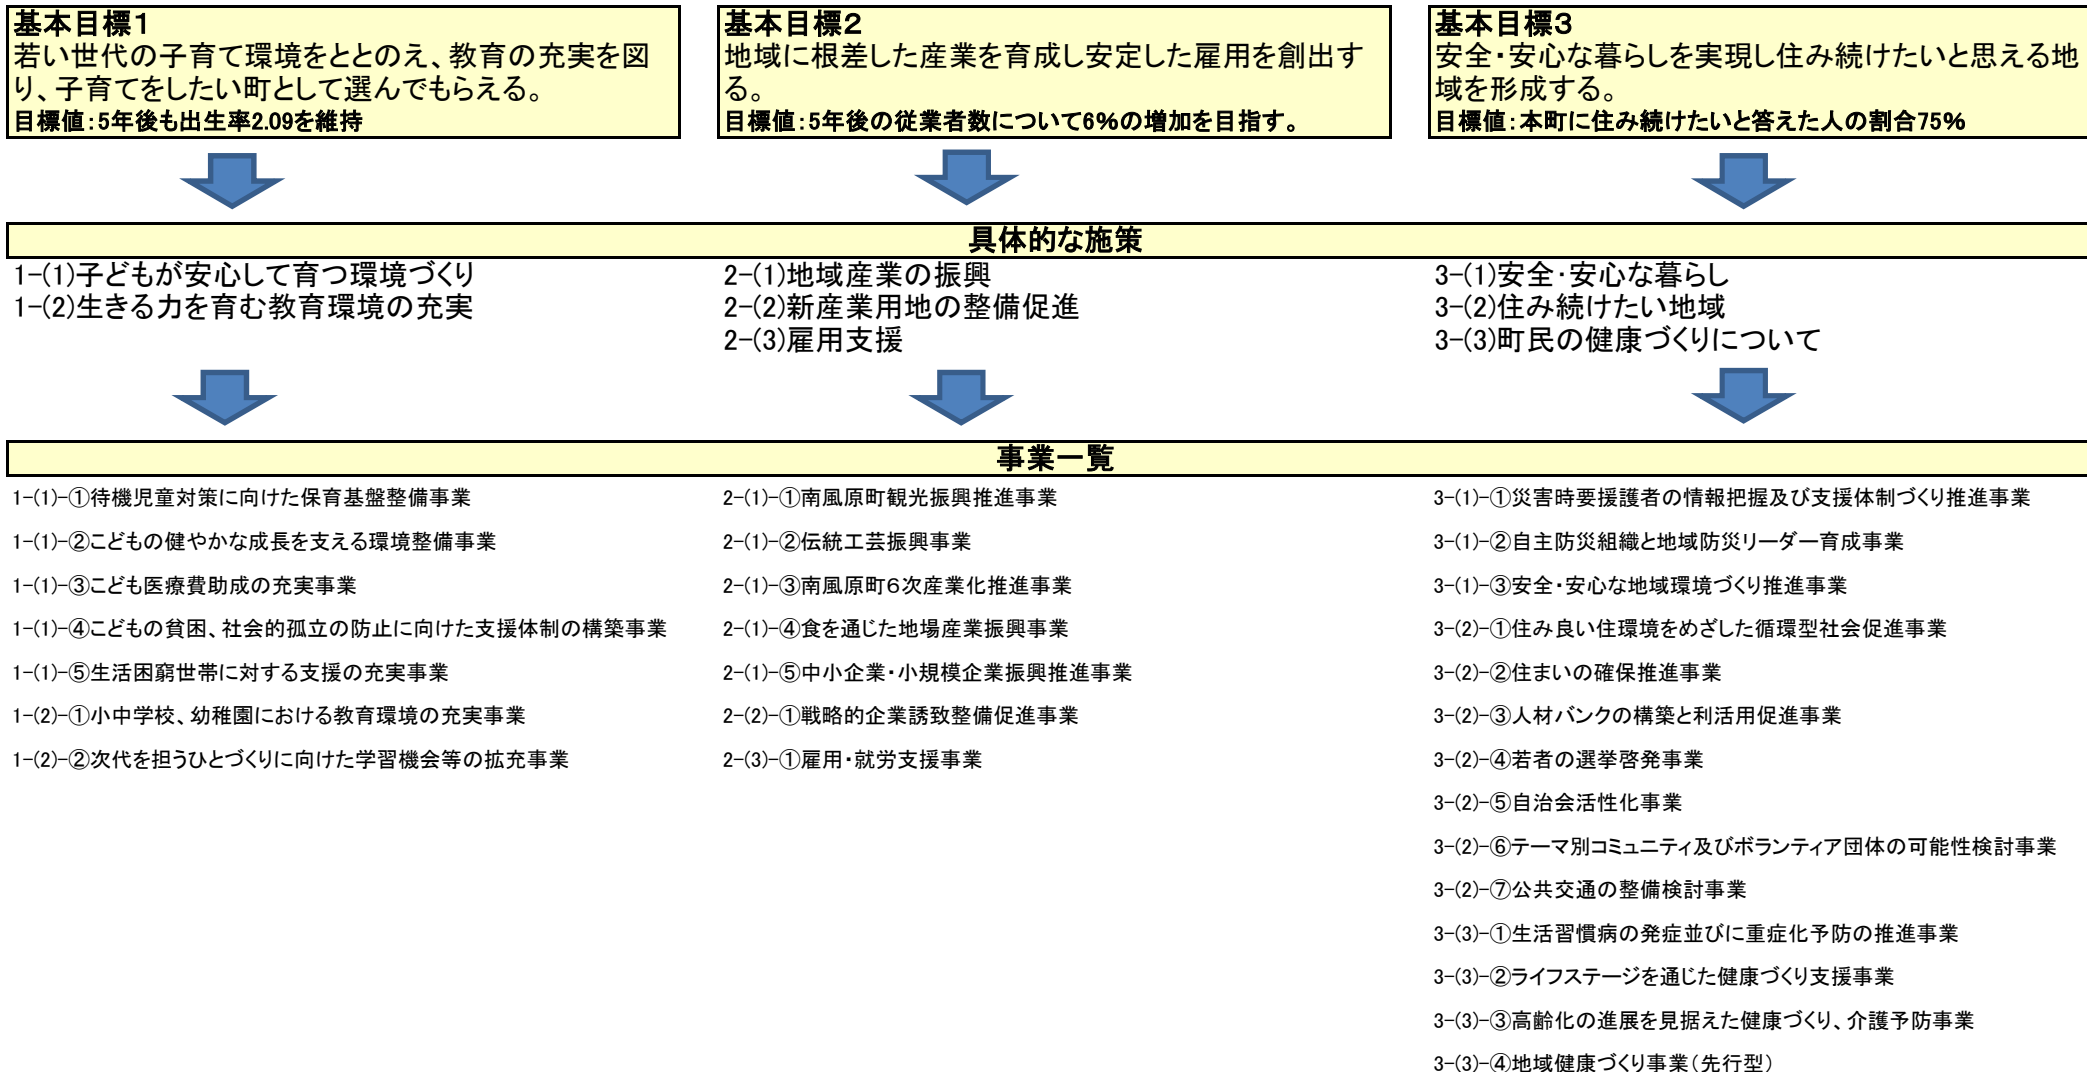 基本目標1
若い世代の子育て環境をととのえ、教育の充実を図
り、子育てをしたい町として選んでもらえる。
目標値:5年後も出生率2.09を維持
基本目標2
地域に根差した産業を育成し安定した雇用を創出す
る。
目標値:5年後の従業者数について6%の増加を目指す。
基本目標3
安全・安心な暮らしを実現し住み続けたいと思える地
域を形成する。
目標値:本町に住み続けたいと答えた人の割合75%
具体的な施策
1-(1)子どもが安心して育つ環境づくり
1-(2)生きる力を育む教育環境の充実
2-(1)地域産業の振興
2-(2)新産業用地の整備促進
2-(3)雇用支援
3-(1)安全・安心な暮らし
3-(2)住み続けたい地域
3-(3)町民の健康づくりについて
事業一覧
1-(1)-①待機児童対策に向けた保育基盤整備事業
1-(1)-②こどもの健やかな成長を支える環境整備事業
1-(1)-③こども医療費助成の充実事業
1-(1)-④こどもの貧困、社会的孤立の防止に向けた支援体制の構築事業
1-(1)-⑤生活困窮世帯に対する支援の充実事業
1-(2)-①小中学校、幼稚園における教育環境の充実事業
1-(2)-②次代を担うひとづくりに向けた学習機会等の拡充事業
2-(1)-①南風原町観光振興推進事業
2-(1)-②伝統工芸振興事業
2-(1)-③南風原町6次産業化推進事業
2-(1)-④食を通じた地場産業振興事業
2-(1)-⑤中小企業・小規模企業振興推進事業
2-(2)-①戦略的企業誘致整備促進事業
2-(3)-①雇用・就労支援事業
3-(1)-①災害時要援護者の情報把握及び支援体制づくり推進事業
3-(1)-②自主防災組織と地域防災リーダー育成事業
3-(1)-③安全・安心な地域環境づくり推進事業
3-(2)-①住み良い住環境をめざした循環型社会促進事業
3-(2)-②住まいの確保推進事業
3-(2)-③人材バンクの構築と利活用促進事業
3-(2)-④若者の選挙啓発事業
3-(2)-⑤自治会活性化事業
3-(2)-⑥テーマ別コミュニティ及びボランティア団体の可能性検討事業
3-(2)-⑦公共交通の整備検討事業
3-(3)-①生活習慣病の発症並びに重症化予防の推進事業
3-(3)-②ライフステージを通じた健康づくり支援事業
3-(3)-③高齢化の進展を見据えた健康づくり、介護予防事業
3-(3)-④地域健康づくり事業(先行型)